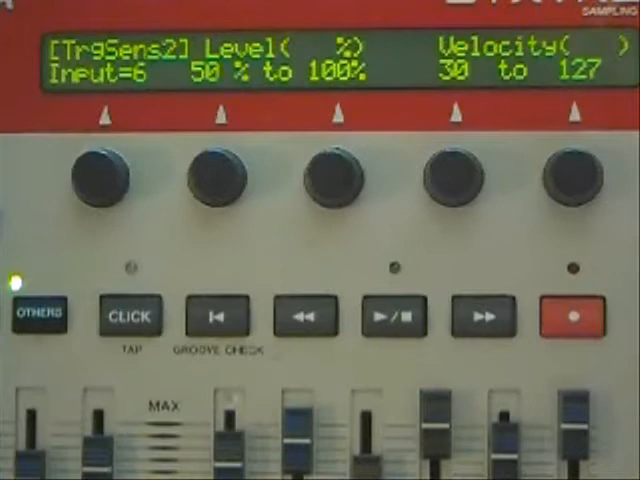 SAMPLING
[TrgSens2] Level(   %)   Velocity(   )
Input=6   50 % to 100%   30 to 127
OTHERS
CLICK
TAP
GROOVE CHECK
MAX